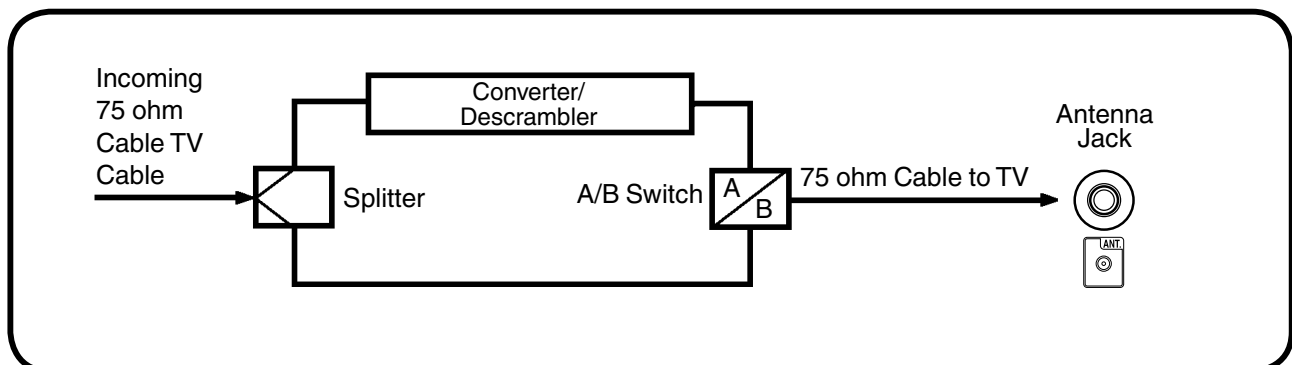 Incoming
75 ohm
Cable TV
Cable
Converter/
Descrambler
Splitter
A/B Switch
A
B
75 ohm Cable to TV
Antenna
Jack
ANT.